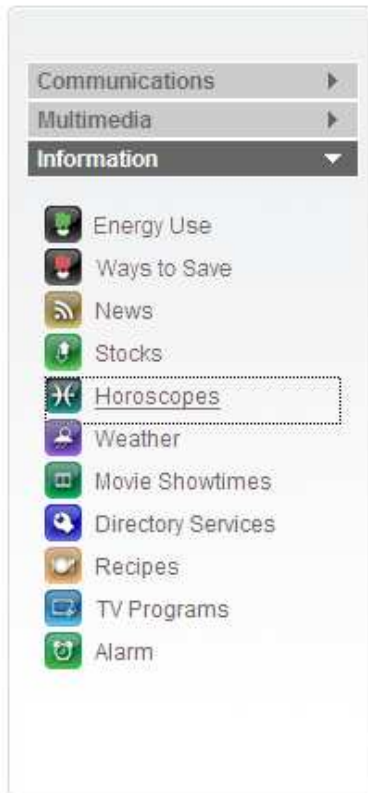 Communications
Multimedia
Information
Energy Use
Ways to Save
News
Stocks
Horoscopes
Weather
Movie Showtimes
Directory Services
Recipes
TV Programs
Alarm